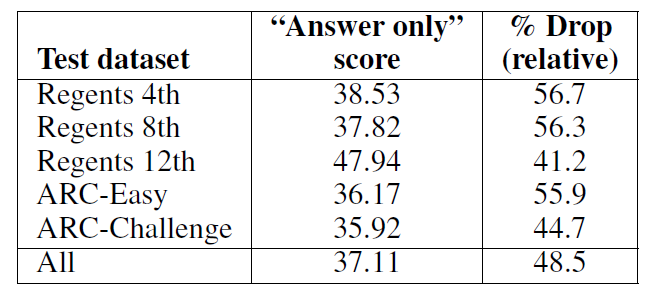 “Answer only” % Drop
Test dataset score (relative)
Regents 4th 38.53 56.7
Regents 8th 37.82 56.3
Regents 12th 47.94 41.2
ARC-Easy 36.17 55.9
ARC-Challenge 35.92 44.7
All 37.11 48.5